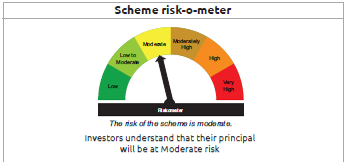 Scheme risk-o-meter
Moderate
Moderately
High
Low to
Moderate
High
Low
Very
High
Riskometer
The risk of the scheme is moderate.
Investors understand that their principal
will be at Moderate risk